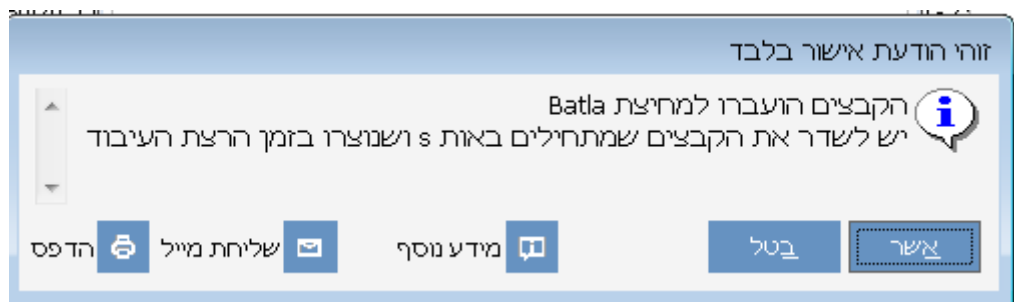 זוהי הודעת אישור בלבד
הקבצים הועברו למחיצת Batla
יש לשדר את הקבצים שמתחילים באות s ושנוצרו בזמן הרצת העיבוד
אשר
בטל
מידע נוסף
שליחת מייל
הדפס